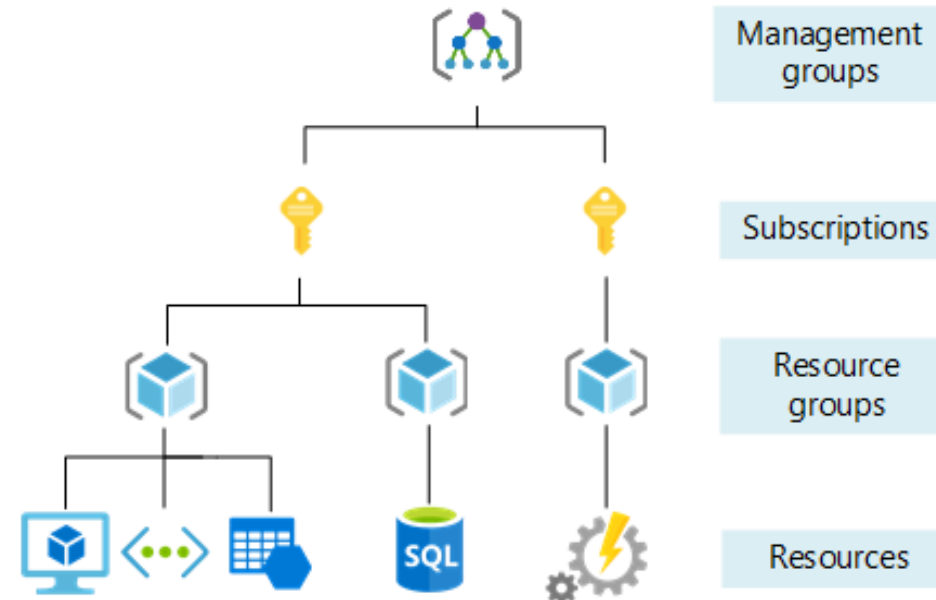 Management
groups
Subscriptions
Resource
groups
SQL
Resources